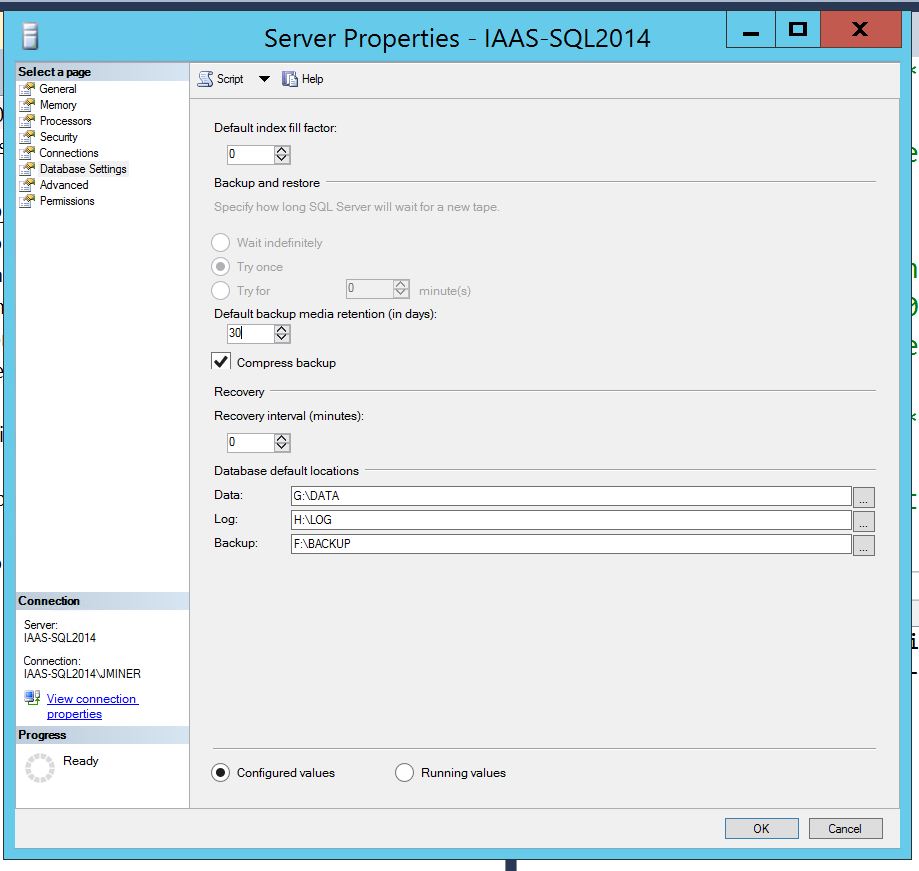 Server Properties - IAAS-SQL2014
Select a page
General
Memory
Processors
Security
Connections
Database Settings
Advanced
Permissions
Script
Help
Default index fill factor:
0
Backup and restore
Specify how long SQL Server will wait for a new tape.
Wait indefinitely
Try once
Try for 0 minute(s)
Default backup media retention (in days):
30
Compress backup
Recovery
Recovery interval (minutes):
0
Database default locations
Data: G:\DATA ...
Log: H:\LOG ...
Backup: F:\BACKUP ...
Connection
Server:
IAAS-SQL2014
Connection:
IAAS-SQL2014\JMINER
View connection
properties
Progress
Ready
Configured values
Running values
OK
Cancel